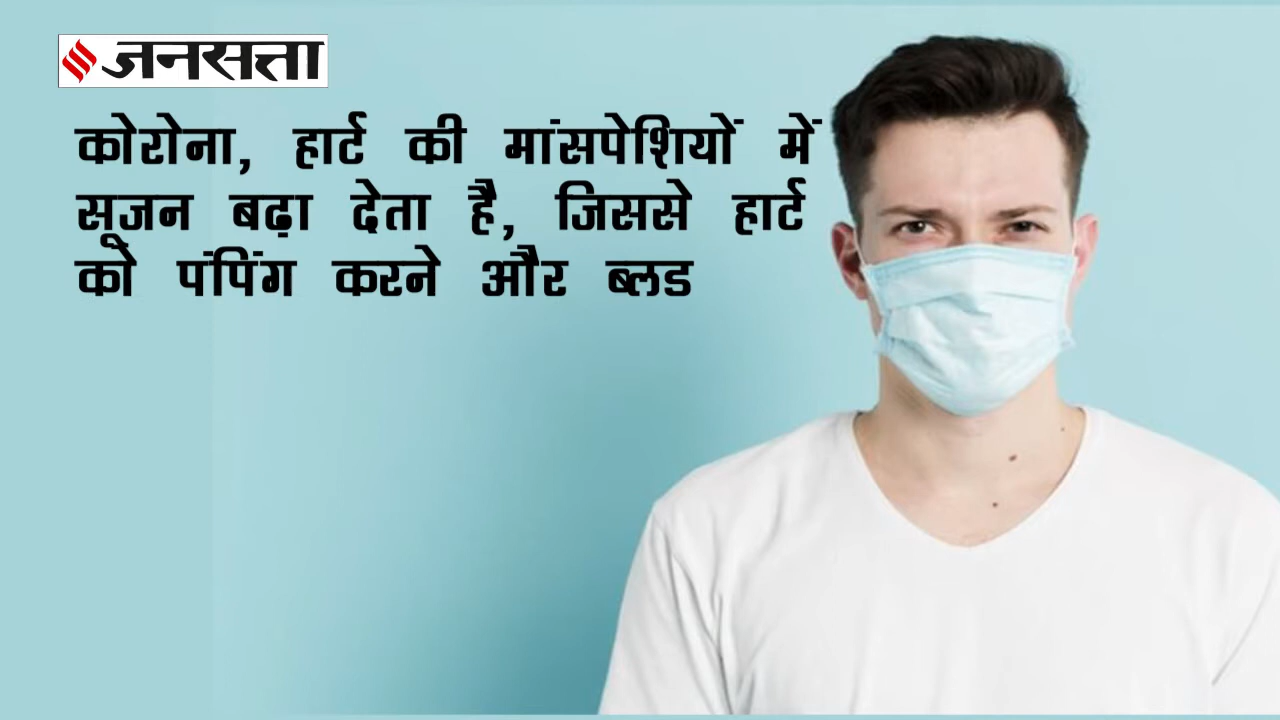 जनसत्ता
कोरोना, हार्ट की मांसपेशियों में
सूजन बढ़ा देता है, जिससे हार्ट
को पंपिंग करने और ब्लड